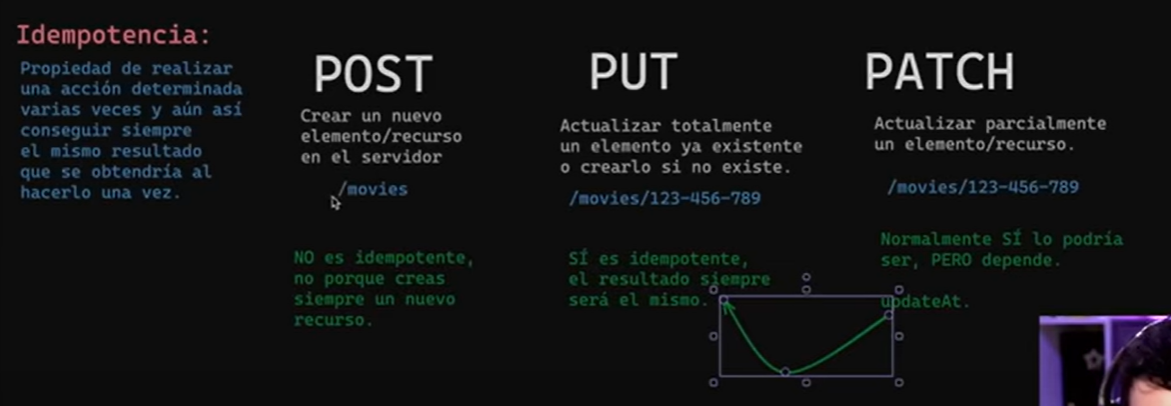 Idempotencia:
Propiedad de realizar
una acción determinada
varias veces y aún así
conseguir siempre
el mismo resultado
que se obtendría al
hacerlo una vez.
POST
Crear un nuevo
elemento/recurso
en el servidor
/movies
NO es idempotente,
no porque creas
siempre un nuevo
recurso.
PUT
Actualizar totalmente
un elemento ya existente
o crearlo si no existe.
/movies/123-456-789
SÍ es idempotente,
el resultado siempre
será el mismo.
PATCH
Actualizar parcialmente
un elemento/recurso.
/movies/123-456-789
Normalmente SÍ lo podría
ser, PERO depende.
updateAt.